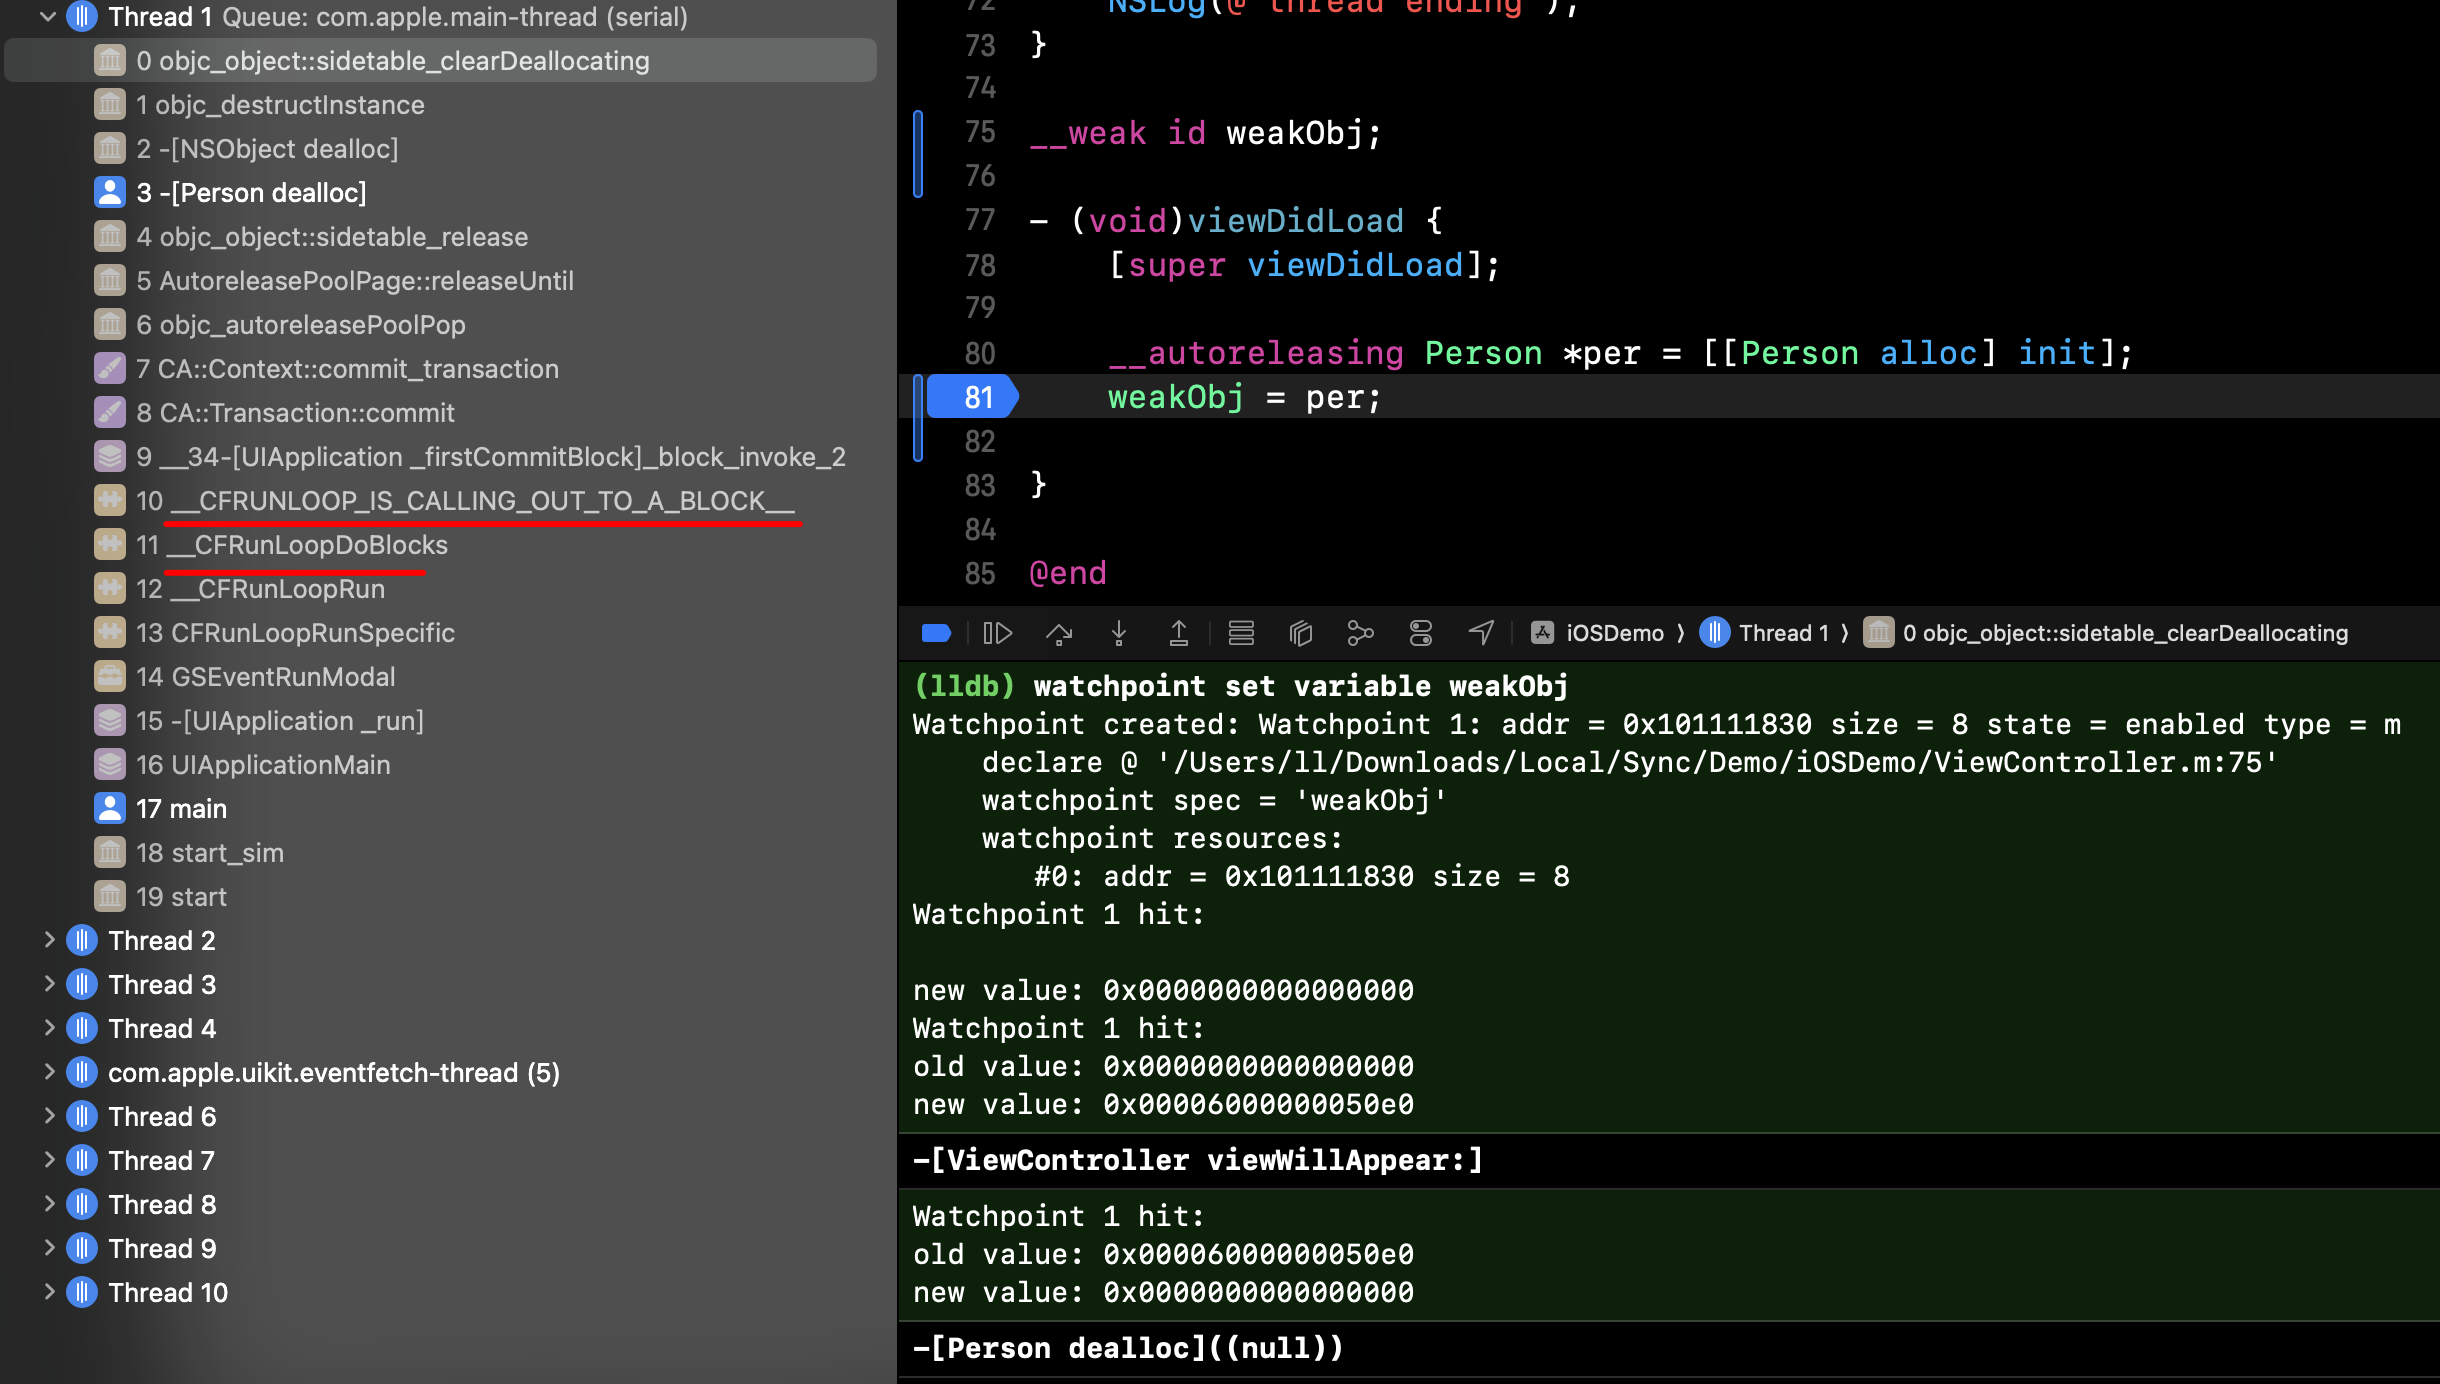 Thread 1 Queue: com.apple.main-thread (serial)
0 objc_object::sidetable_clearDeallocating
1 objc_destructInstance
2 -[NSObject dealloc]
3 -[Person dealloc]
4 objc_object::sidetable_release
5 AutoreleasePoolPage::releaseUntil
6 objc_autoreleasePoolPop
7 CA::Context::commit_transaction
8 CA::Transaction::commit
9 __34-[UIApplication _firstCommitBlock]_block_invoke_2
10 __CFRUNLOOP_IS_CALLING_OUT_TO_A_BLOCK__
11 __CFRunLoopDoBlocks
12 __CFRunLoopRun
13 CFRunLoopRunSpecific
14 GSEventRunModal
15 -[UIApplication _run]
16 UIApplicationMain
17 main
18 start_sim
19 start
Thread 2
Thread 3
Thread 4
com.apple.uikit.eventfetch-thread (5)
Thread 6
Thread 7
Thread 8
Thread 9
Thread 10
72 NSLog(@"thread ending");
73 }
74
75 __weak id weakObj;
76
77 - (void)viewDidLoad {
78 [super viewDidLoad];
79
80 __autoreleasing Person *per = [[Person alloc] init];
81 weakObj = per;
82
83 }
84
85 @end
iOSDemo ⟩ Thread 1 ⟩ 0 objc_object::sidetable_clearDeallocating
(lldb) watchpoint set variable weakObj
Watchpoint created: Watchpoint 1: addr = 0x101111830 size = 8 state = enabled type = m
declare @ '/Users/ll/Downloads/Local/Sync/Demo/iOSDemo/ViewController.m:75'
watchpoint spec = 'weakObj'
watchpoint resources:
#0: addr = 0x101111830 size = 8
Watchpoint 1 hit:
new value: 0x0000000000000000
Watchpoint 1 hit:
old value: 0x0000000000000000
new value: 0x00006000000050e0
-[ViewController viewWillAppear:]
Watchpoint 1 hit:
old value: 0x00006000000050e0
new value: 0x0000000000000000
-[Person dealloc]((null))